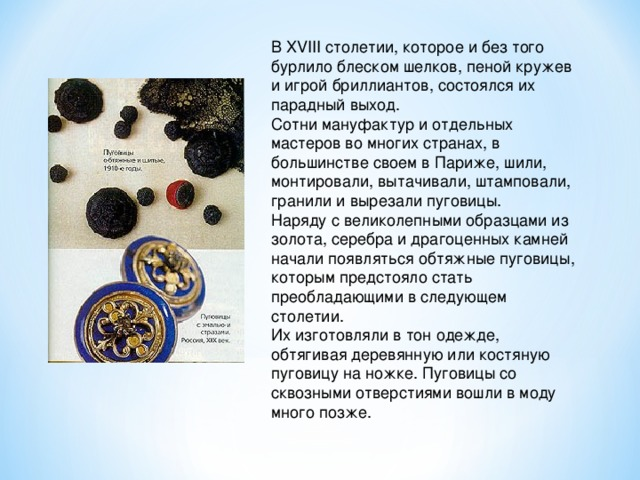 В XVIII столетии, которое и без того
бурлило блеском шелков, пеной кружев
и игрой бриллиантов, состоялся их
парадный выход.
Сотни мануфактур и отдельных
мастеров во многих странах, в
большинстве своем в Париже, шили,
монтировали, вытачивали, штамповали,
гранили и вырезали пуговицы.
Наряду с великолепными образцами из
золота, серебра и драгоценных камней
начали появляться обтяжные пуговицы,
которым предстояло стать
преобладающими в следующем
столетии.
Их изготовляли в тон одежде,
обтягивая деревянную или костяную
пуговицу на ножке. Пуговицы со
сквозными отверстиями вошли в моду
много позже.
Пуговицы
обтяжные и шитые,
1910-е годы.
Пуговицы
с эмалью и
стразами.
Россия, XIX век.